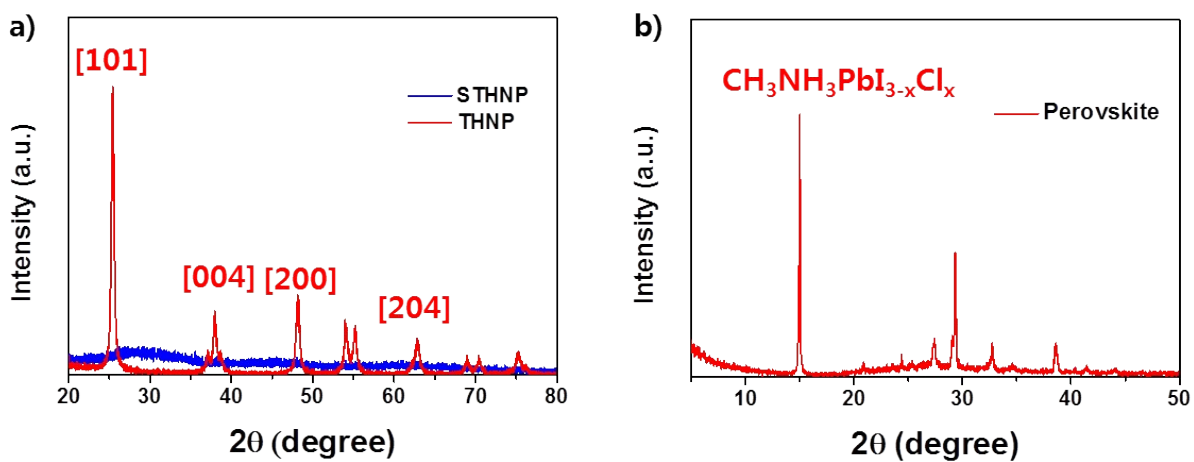 a)
[101]
STHNP
THNP
[004] [200]
[204]
Intensity (a.u.)
20 30 40 50 60 70 80
2θ (degree)
b)
CH₃NH₃PbI₃₋ₓClₓ
Perovskite
Intensity (a.u.)
10 20 30 40 50
2θ (degree)